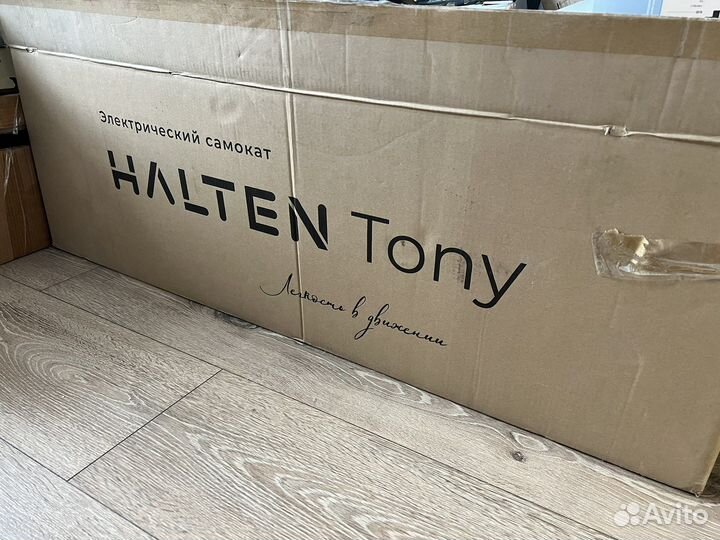 Электрический самокат
HALTEN Tony
Легкость в движении
Avito